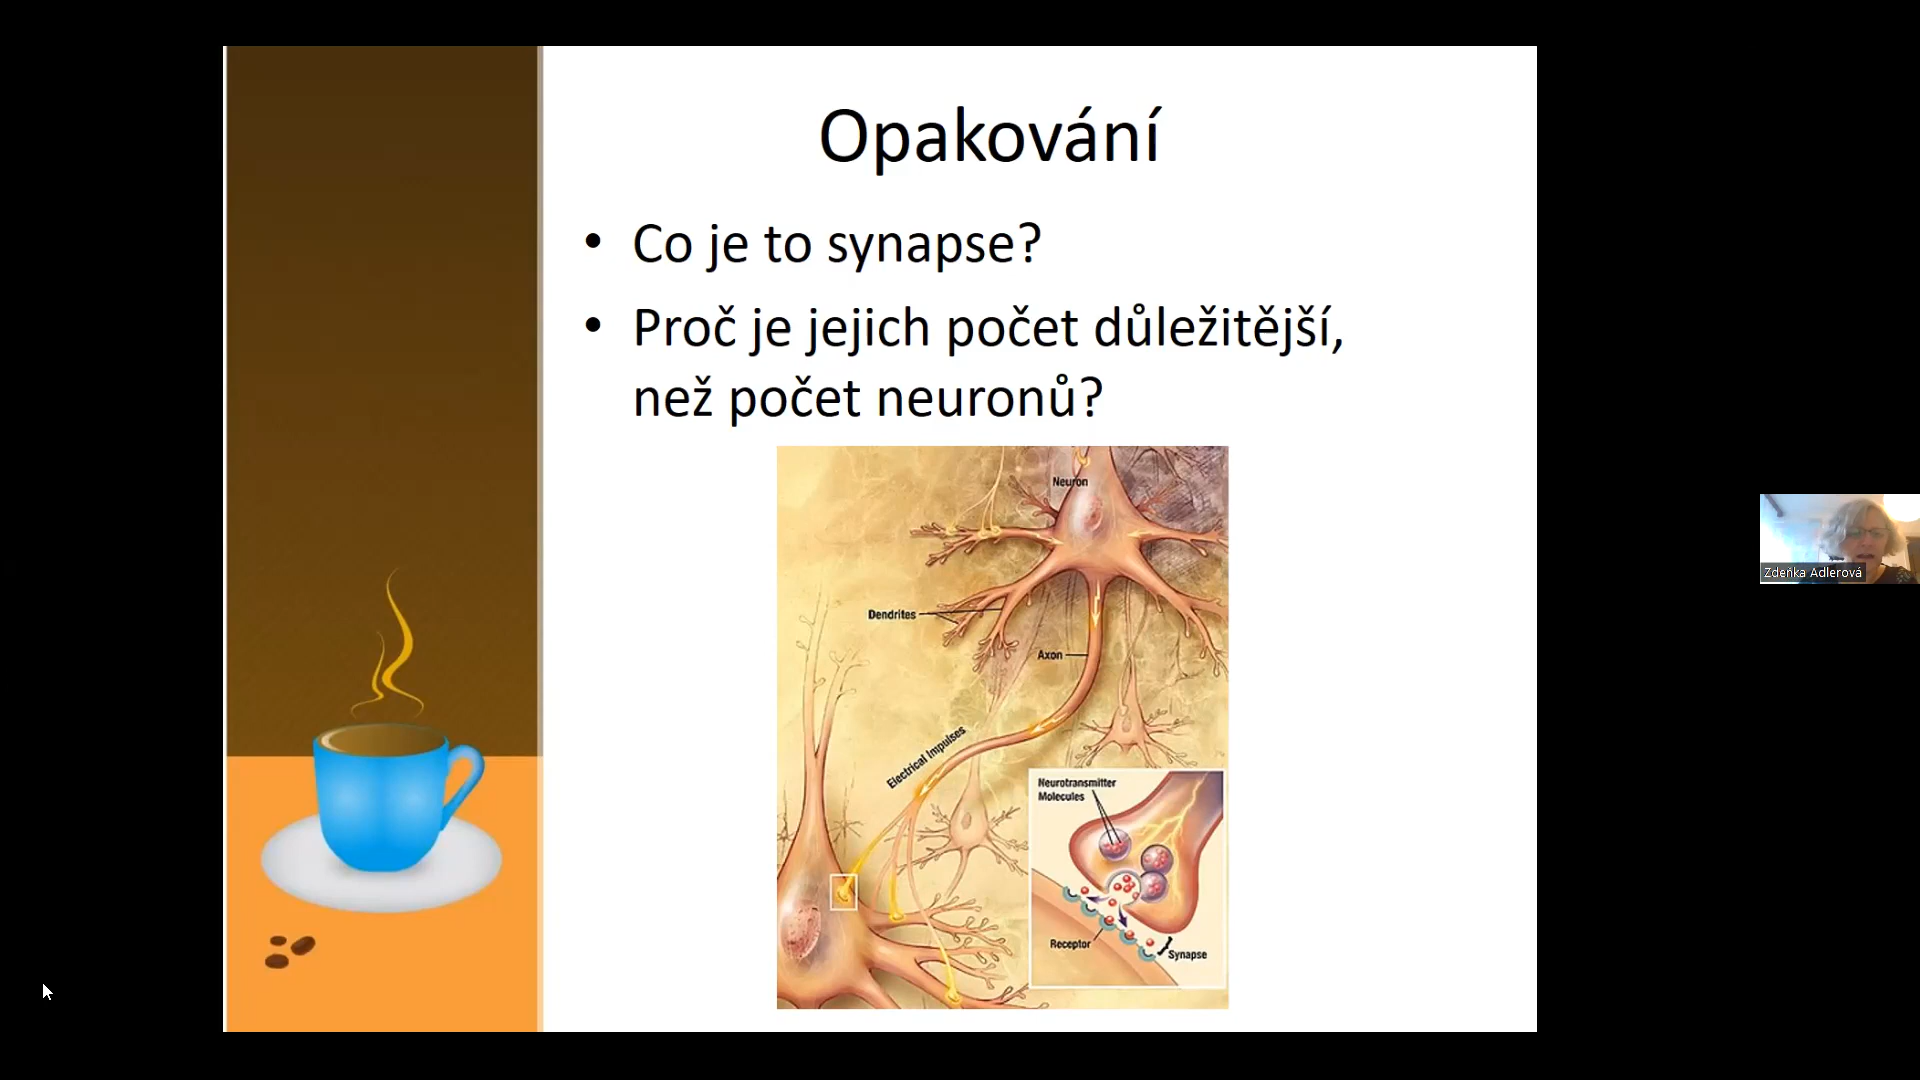 Opakování
• Co je to synapse?
• Proč je jejich počet důležitější,
než počet neuronů?
Neuron
Dendrites
Axon
Electrical Impulses
Neurotransmitter
Molecules
Receptor
Synapse
Zdeňka Adlerová